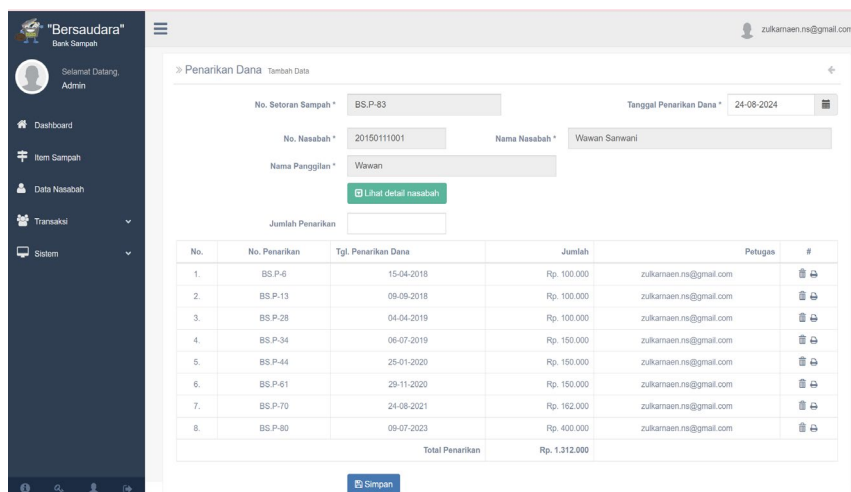 "Bersaudara"
Bank Sampah
zulkarnaen.ns@gmail.com
Selamat Datang,
Admin
Dashboard
Item Sampah
Data Nasabah
Transaksi
Sistem
» Penarikan Dana Tambah Data
No. Setoran Sampah * BS.P-83 Tanggal Penarikan Dana * 24-08-2024
No. Nasabah * 20150111001 Nama Nasabah * Wawan Sanwani
Nama Panggilan * Wawan
Lihat detail nasabah
Jumlah Penarikan
No. No. Penarikan Tgl. Penarikan Dana Jumlah Petugas #
1. BS.P-6 15-04-2018 Rp. 100.000 zulkarnaen.ns@gmail.com
2. BS.P-13 09-09-2018 Rp. 100.000 zulkarnaen.ns@gmail.com
3. BS.P-28 04-04-2019 Rp. 100.000 zulkarnaen.ns@gmail.com
4. BS.P-34 06-07-2019 Rp. 150.000 zulkarnaen.ns@gmail.com
5. BS.P-44 25-01-2020 Rp. 150.000 zulkarnaen.ns@gmail.com
6. BS.P-61 29-11-2020 Rp. 150.000 zulkarnaen.ns@gmail.com
7. BS.P-70 24-08-2021 Rp. 162.000 zulkarnaen.ns@gmail.com
8. BS.P-80 09-07-2023 Rp. 400.000 zulkarnaen.ns@gmail.com
Total Penarikan Rp. 1.312.000
Simpan